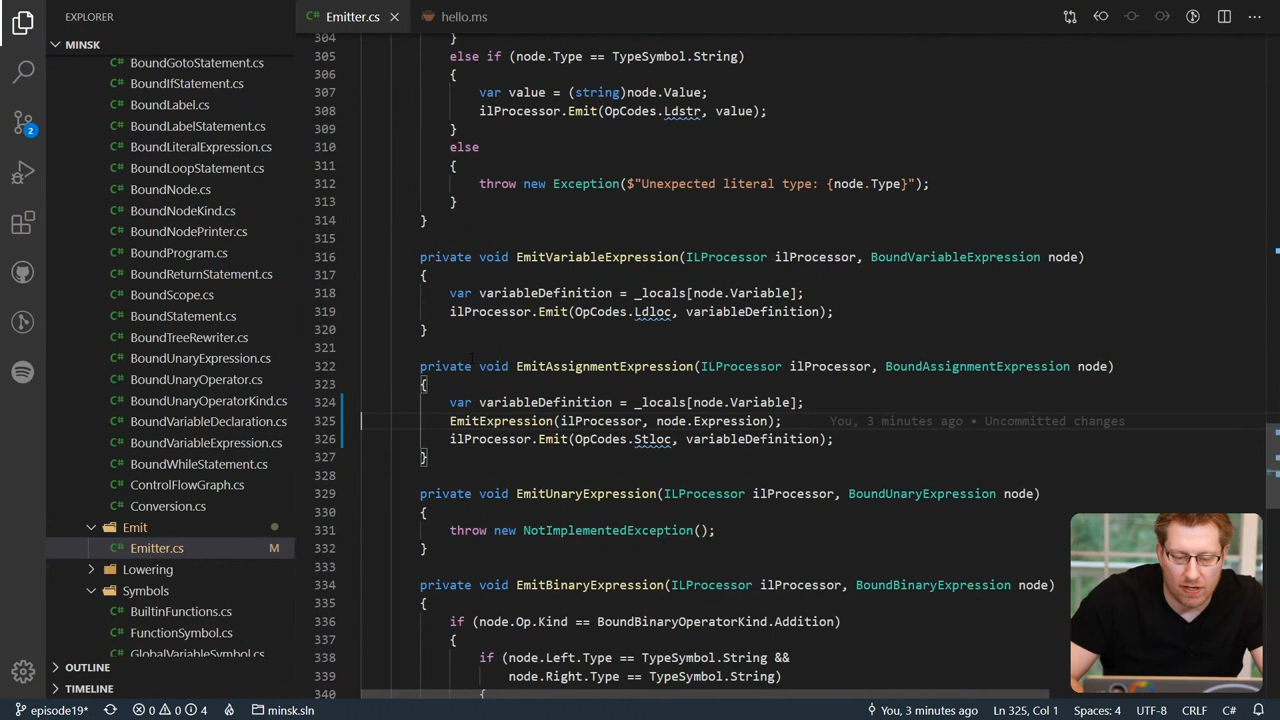 EXPLORER
MINSK
BoundGotoStatement.cs
BoundIfStatement.cs
BoundLabel.cs
BoundLabelStatement.cs
BoundLiteralExpression.cs
BoundLoopStatement.cs
BoundNode.cs
BoundNodeKind.cs
BoundNodePrinter.cs
BoundProgram.cs
BoundReturnStatement.cs
BoundScope.cs
BoundStatement.cs
BoundTreeRewriter.cs
BoundUnaryExpression.cs
BoundUnaryOperator.cs
BoundUnaryOperatorKind.cs
BoundVariableDeclaration.cs
BoundVariableExpression.cs
BoundWhileStatement.cs
ControlFlowGraph.cs
Conversion.cs
Emit
Emitter.cs M
Lowering
Symbols
BuiltinFunctions.cs
FunctionSymbol.cs
GlobalVariableSymbol.cs
OUTLINE
TIMELINE
2
C# Emitter.cs
hello.ms
304 }
305 else if (node.Type == TypeSymbol.String)
306 {
307 var value = (string)node.Value;
308 ilProcessor.Emit(OpCodes.Ldstr, value);
309 }
310 else
311 {
312 throw new Exception($"Unexpected literal type: {node.Type}");
313 }
314 }
315
316 private void EmitVariableExpression(ILProcessor ilProcessor, BoundVariableExpression node)
317 {
318 var variableDefinition = _locals[node.Variable];
319 ilProcessor.Emit(OpCodes.Ldloc, variableDefinition);
320 }
321
322 private void EmitAssignmentExpression(ILProcessor ilProcessor, BoundAssignmentExpression node)
323 {
324 var variableDefinition = _locals[node.Variable];
325 EmitExpression(ilProcessor, node.Expression); You, 3 minutes ago • Uncommitted changes
326 ilProcessor.Emit(OpCodes.Stloc, variableDefinition);
327 }
328
329 private void EmitUnaryExpression(ILProcessor ilProcessor, BoundUnaryExpression node)
330 {
331 throw new NotImplementedException();
332 }
333
334 private void EmitBinaryExpression(ILProcessor ilProcessor, BoundBinaryExpression node)
335 {
336 if (node.Op.Kind == BoundBinaryOperatorKind.Addition)
337 {
338 if (node.Left.Type == TypeSymbol.String &&
339 node.Right.Type == TypeSymbol.String)
340 {
episode19* 0 0 4 minsk.sln You, 3 minutes ago Ln 325, Col 1 Spaces: 4 UTF-8 CRLF C#